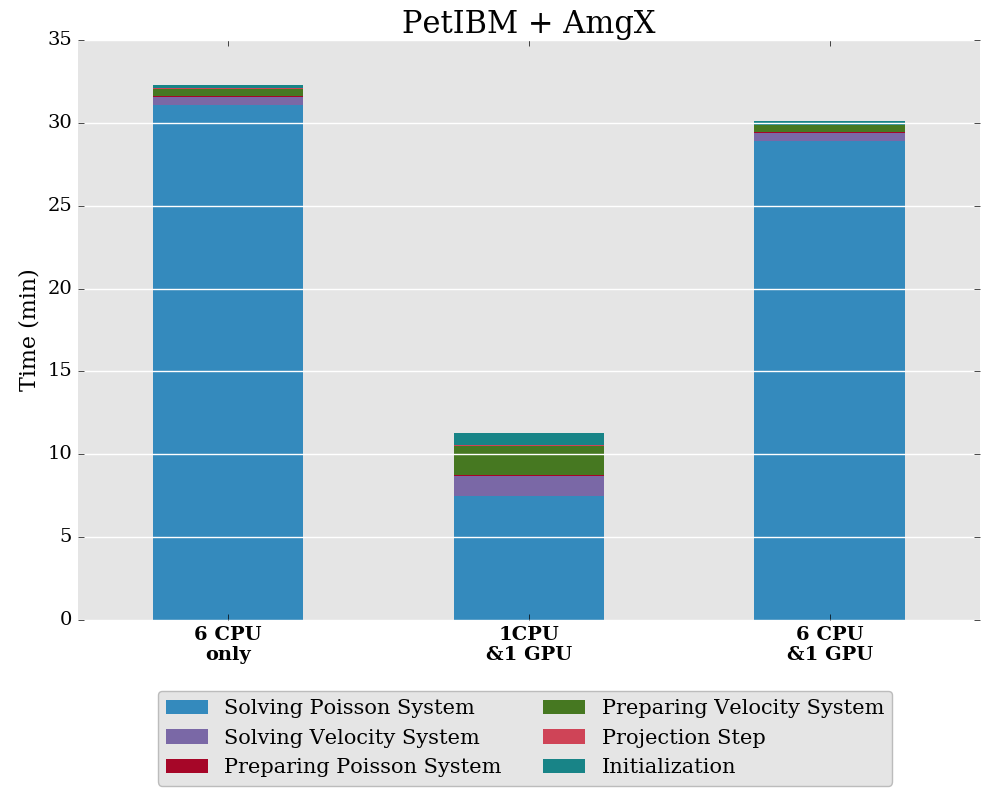 PetIBM + AmgX
35
30
25
20
15
10
5
0
Time (min)
6 CPU
only
1CPU
&1 GPU
6 CPU
&1 GPU
Solving Poisson System
Solving Velocity System
Preparing Poisson System
Preparing Velocity System
Projection Step
Initialization